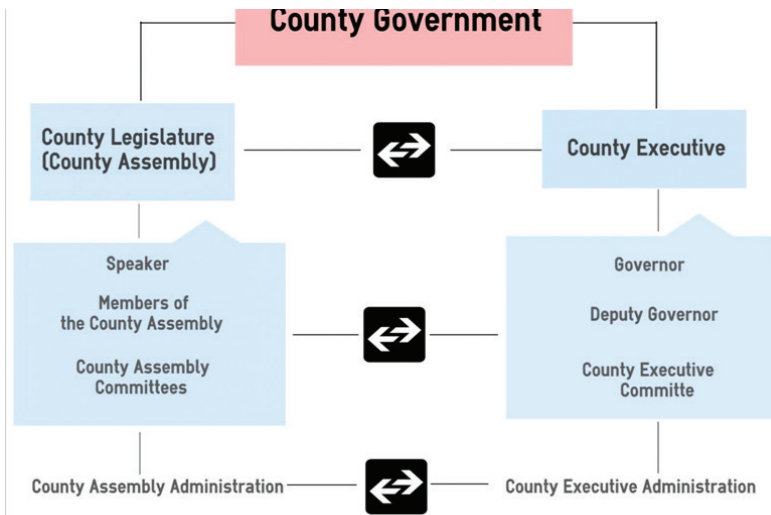 County Government
County Legislature
(County Assembly)
County Executive
Speaker
Members of
the County Assembly
County Assembly
Committees
Governor
Deputy Governor
County Executive
Committe
County Assembly Administration
County Executive Administration